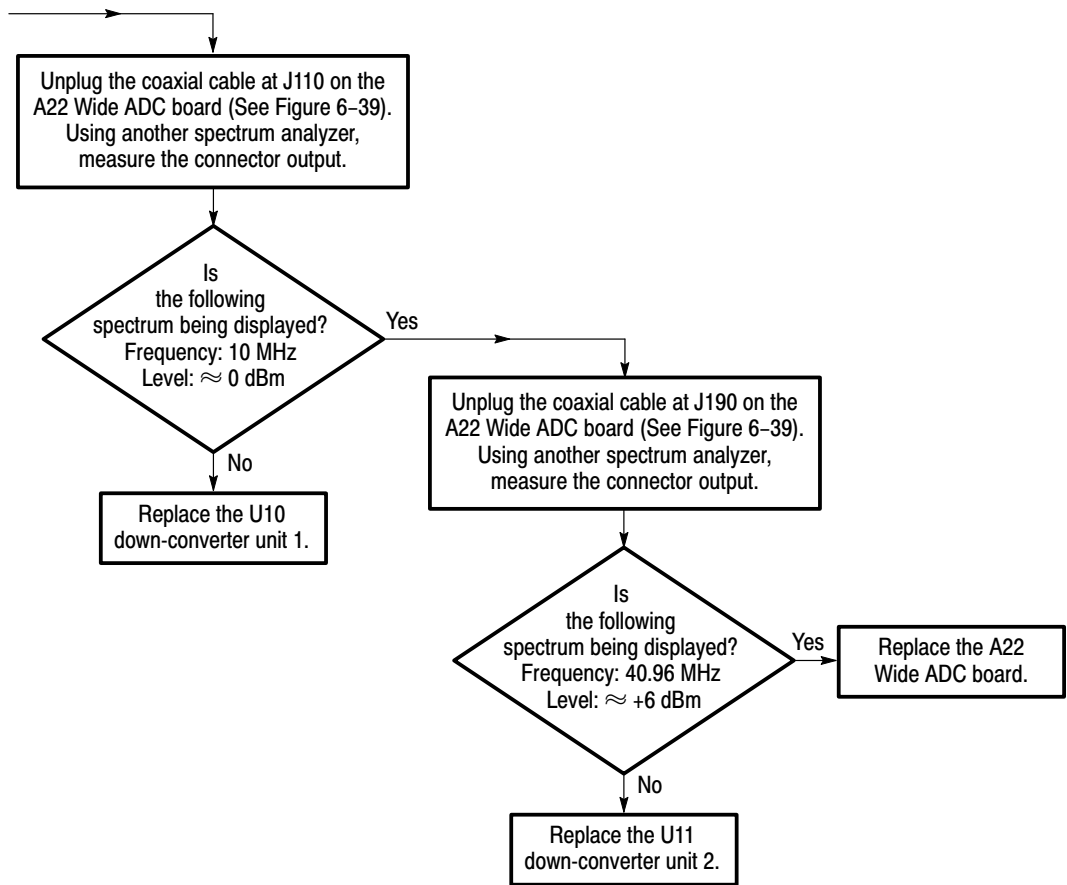 Unplug the coaxial cable at J110 on the
A22 Wide ADC board (See Figure 6–39).
Using another spectrum analyzer,
measure the connector output.
Is
the following
spectrum being displayed?
Frequency: 10 MHz
Level: ≈ 0 dBm
Yes
No
Replace the U10
down-converter unit 1.
Unplug the coaxial cable at J190 on the
A22 Wide ADC board (See Figure 6–39).
Using another spectrum analyzer,
measure the connector output.
Is
the following
spectrum being displayed?
Frequency: 40.96 MHz
Level: ≈ +6 dBm
Yes
Replace the A22
Wide ADC board.
No
Replace the U11
down-converter unit 2.